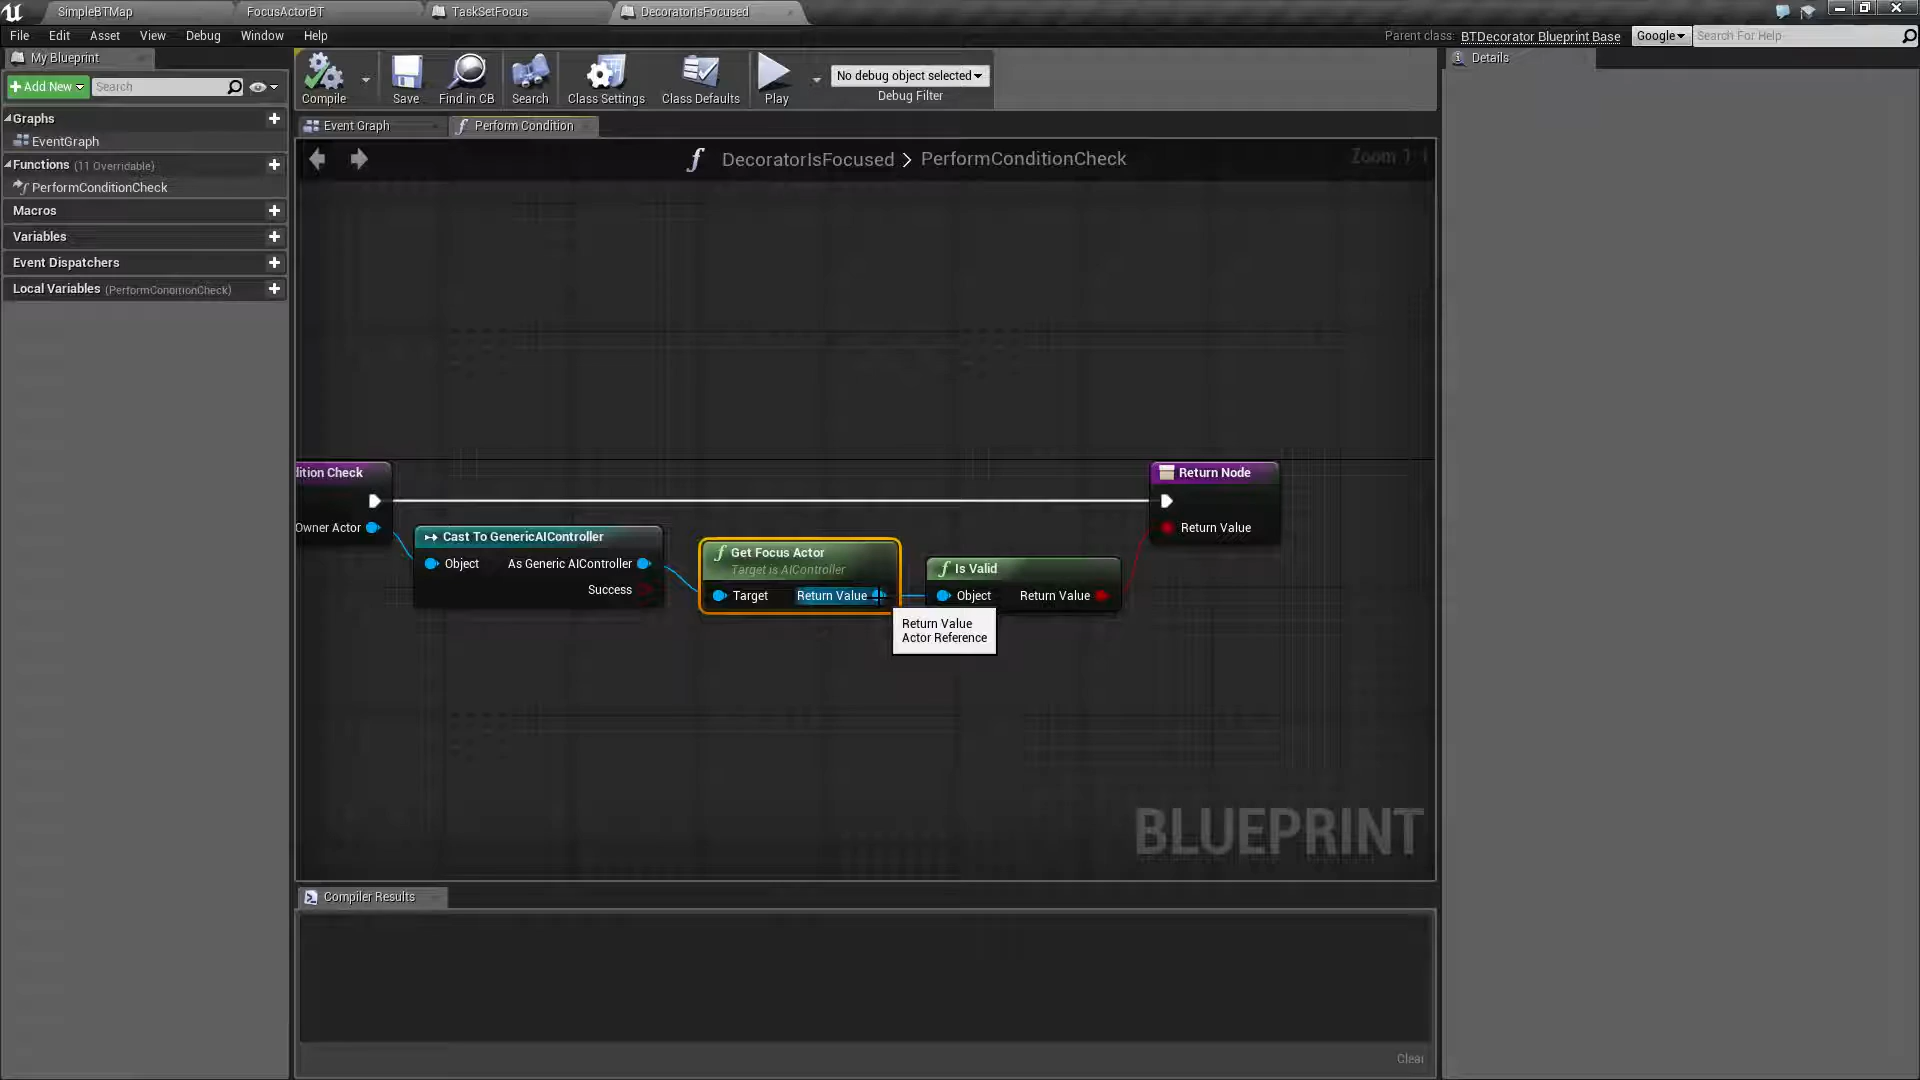 SimpleBTMap
FocusActorBT
TaskSetFocus
DecoratorIsFocused
File
Edit
Asset
View
Debug
Window
Help
Parent class:
BTDecorator Blueprint Base
Google
Search For Help
My Blueprint
Add New
Search
Graphs
EventGraph
Functions (11 Overridable)
PerformConditionCheck
Macros
Variables
Event Dispatchers
Local Variables (PerformConditionCheck)
Compile
Save
Find in CB
Search
Class Settings
Class Defaults
Play
No debug object selected
Debug Filter
Details
Event Graph
Perform Condition
DecoratorIsFocused > PerformConditionCheck
Zoom 1:1
dition Check
Owner Actor
Cast To GenericAIController
Object
As Generic AIController
Success
Get Focus Actor
Target is AIController
Target
Return Value
Is Valid
Object
Return Value
Return Node
Return Value
Return Value
Actor Reference
BLUEPRINT
Compiler Results
Clear